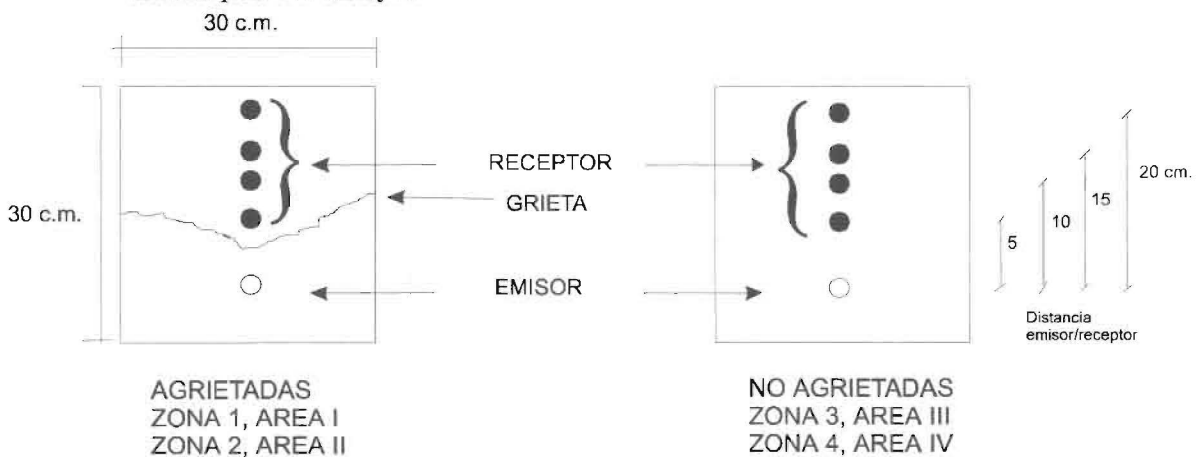 30 c.m.
30 c.m.
RECEPTOR
GRIETA
EMISOR
5
10
15
20 cm.
Distancia
emisor/receptor
AGRIETADAS
ZONA 1, AREA I
ZONA 2, AREA II
NO AGRIETADAS
ZONA 3, AREA III
ZONA 4, AREA IV